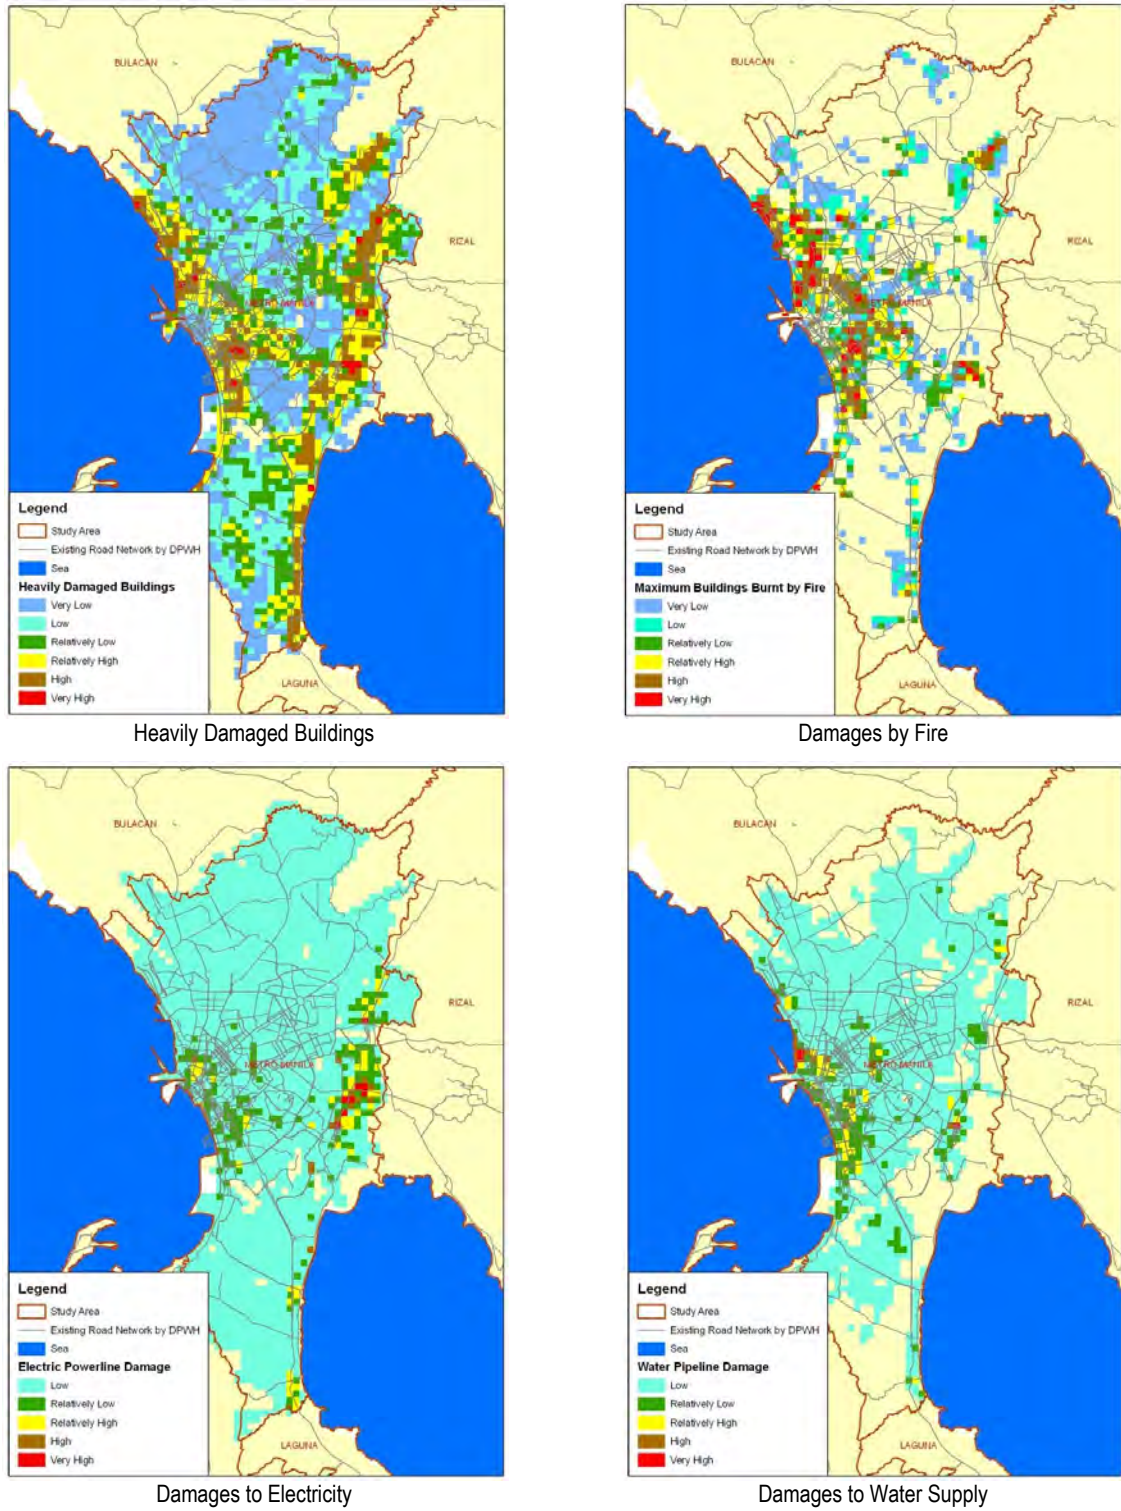 BULACAN
RIZAL
METRO MANILA
LAGUNA
Legend
Study Area
Existing Road Network by DPWH
Sea
Heavily Damaged Buildings
Very Low
Low
Relatively Low
Relatively High
High
Very High
Heavily Damaged Buildings
BULACAN
RIZAL
METRO MANILA
LAGUNA
Legend
Study Area
Existing Road Network by DPWH
Sea
Maximum Buildings Burnt by Fire
Very Low
Low
Relatively Low
Relatively High
High
Very High
Damages by Fire
BULACAN
RIZAL
METRO MANILA
LAGUNA
Legend
Study Area
Existing Road Network by DPWH
Sea
Electric Powerline Damage
Low
Relatively Low
Relatively High
High
Very High
Damages to Electricity
BULACAN
RIZAL
METRO MANILA
LAGUNA
Legend
Study Area
Existing Road Network by DPWH
Sea
Water Pipeline Damage
Low
Relatively Low
Relatively High
High
Very High
Damages to Water Supply